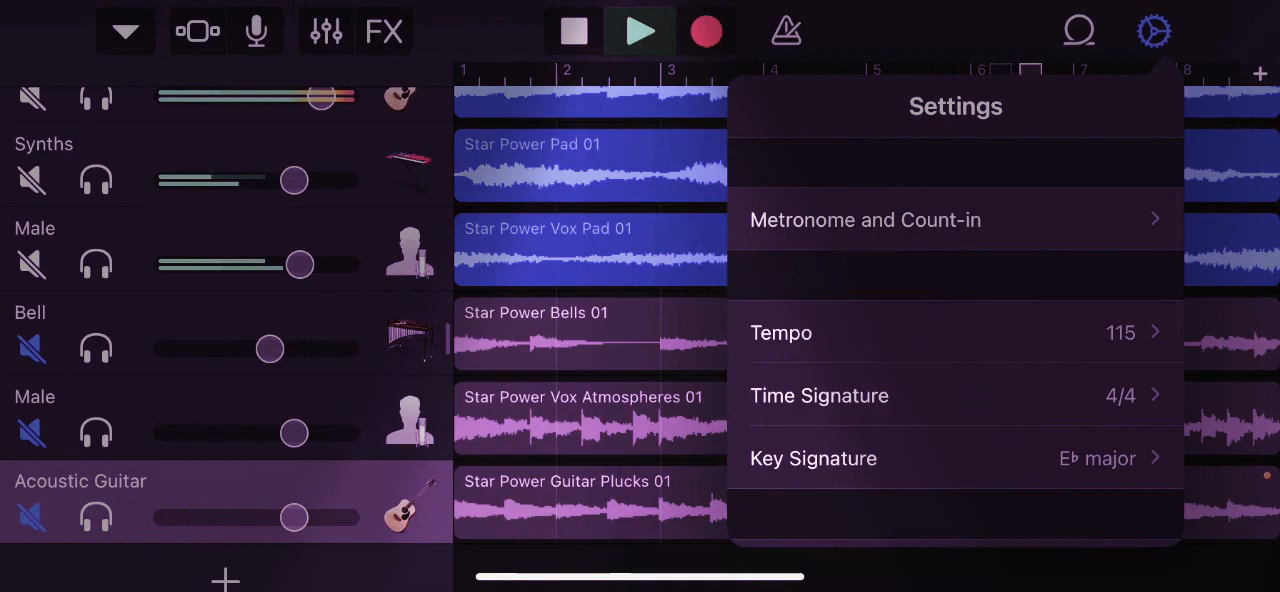 FX
1 2 3 4 5 6 7 8
Settings
Synths
Star Power Pad 01
Metronome and Count-in
Male
Star Power Vox Pad 01
Bell
Star Power Bells 01
Tempo 115
Male
Star Power Vox Atmospheres 01
Time Signature 4/4
Key Signature E♭ major
Acoustic Guitar
Star Power Guitar Plucks 01